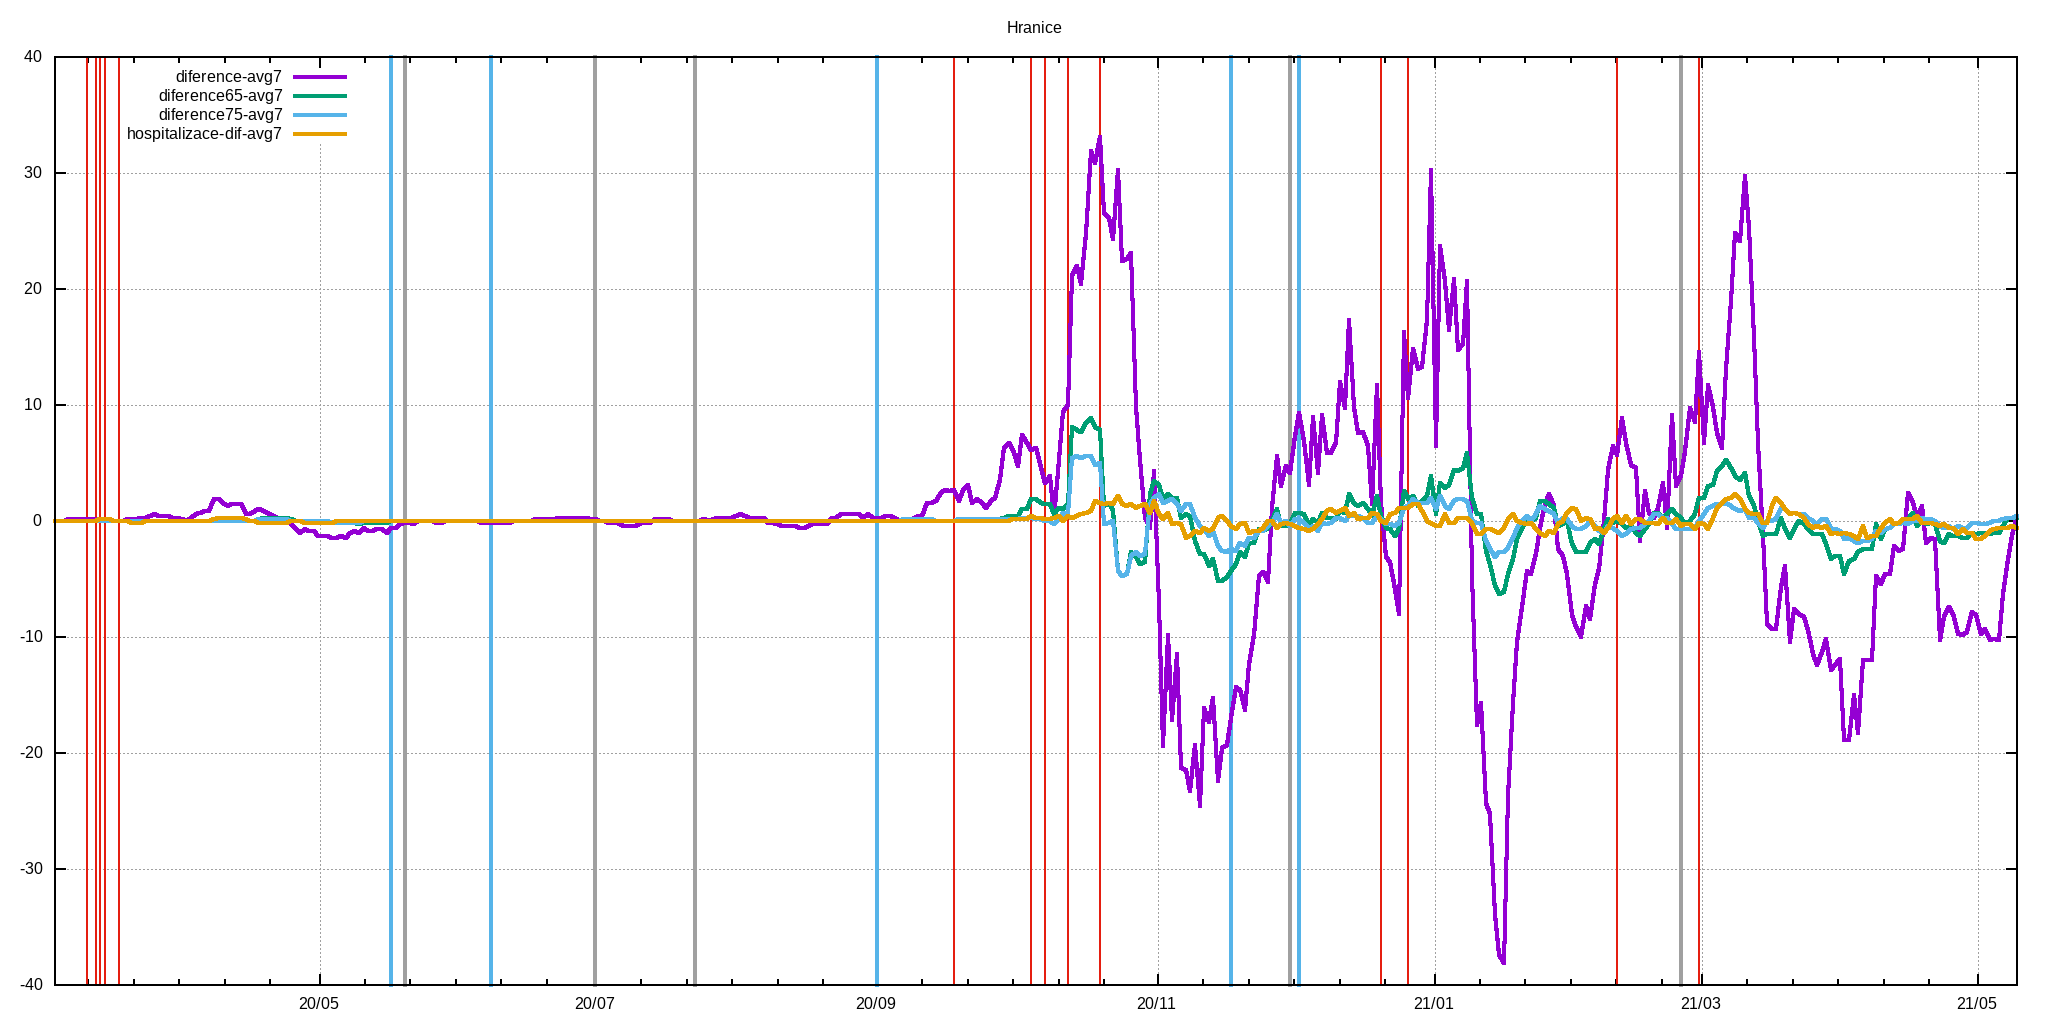 Hranice
diference-avg7
diference65-avg7
diference75-avg7
hospitalizace-dif-avg7
40
30
20
10
0
-10
-20
-30
-40
20/05 20/07 20/09 20/11 21/01 21/03 21/05